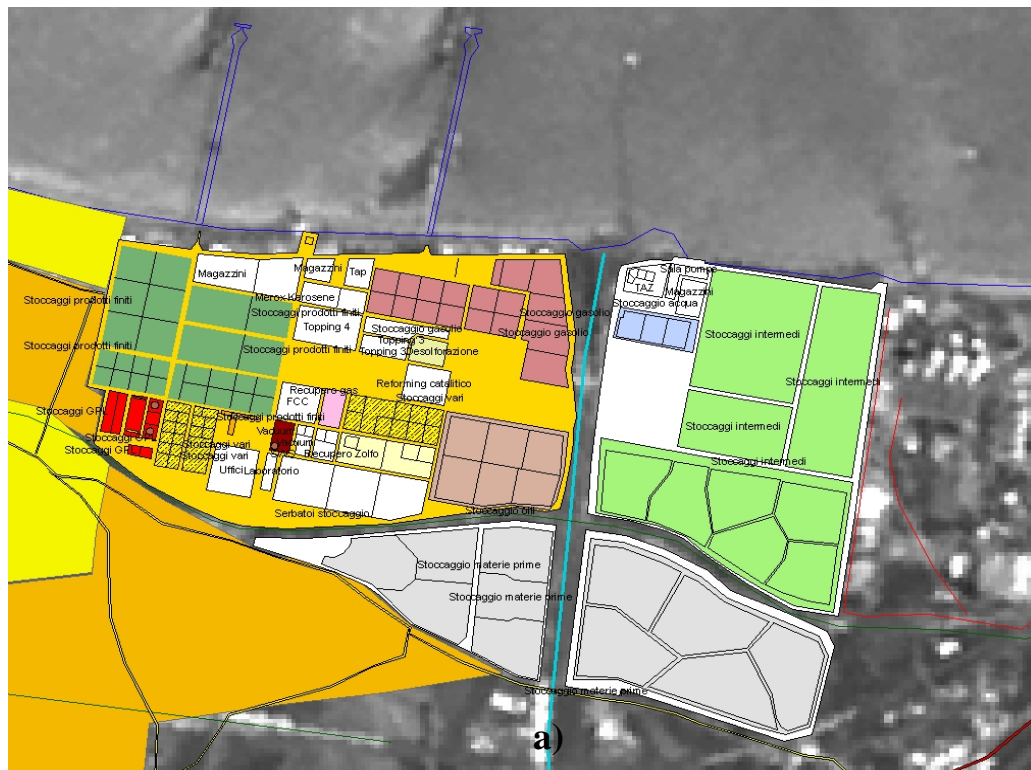 Magazzini
Magazzini
Tap
Sala pompe
TAZ
Magazzini
Stoccaggio acqua
Stoccaggi prodotti finiti
Merox Karosene
Stoccaggi prodotti finiti
Topping 4
Stoccaggio gasolio
Stoccaggio gasolio
Stoccaggio gasolio
Stoccaggi intermedi
Topping 3
Stoccaggi prodotti finiti
Stoccaggi prodotti finiti
Topping 3
Desolforazione
Reforming catalitico
Stoccaggi intermedi
Recupero gas
FCC
Stoccaggi vari
Stoccaggi GPL
Stoccaggi prodotti finiti
Stoccaggi intermedi
Vacuum
Stoccaggi GPL
Vacuum
Stoccaggi vari
Stoccaggi GPL
Stoccaggi vari
Recupero Zolfo
Stoccaggi intermedi
Uffici
Laboratorio
Serbatoi stoccaggio
Stoccaggio olii
Stoccaggio materie prime
Stoccaggio materie prime
Stoccaggio materie prime
a)